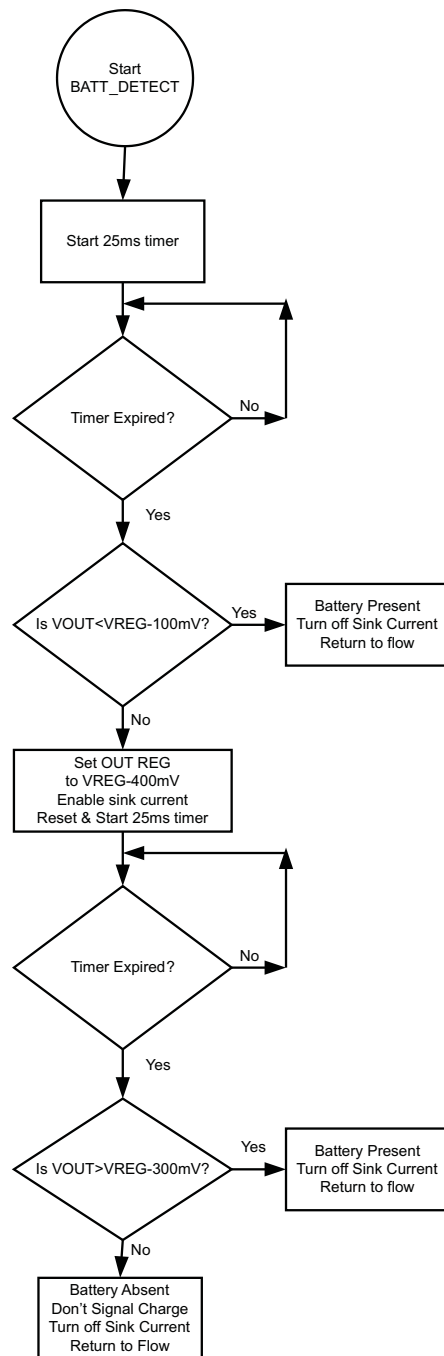 Start
BATT_DETECT
Start 25ms timer
Timer Expired?
No
Yes
Is VOUT<VREG-100mV?
Yes
Battery Present
Turn off Sink Current
Return to flow
No
Set OUT REG
to VREG-400mV
Enable sink current
Reset & Start 25ms timer
Timer Expired?
No
Yes
Is VOUT>VREG-300mV?
Yes
Battery Present
Turn off Sink Current
Return to flow
No
Battery Absent
Don't Signal Charge
Turn off Sink Current
Return to Flow